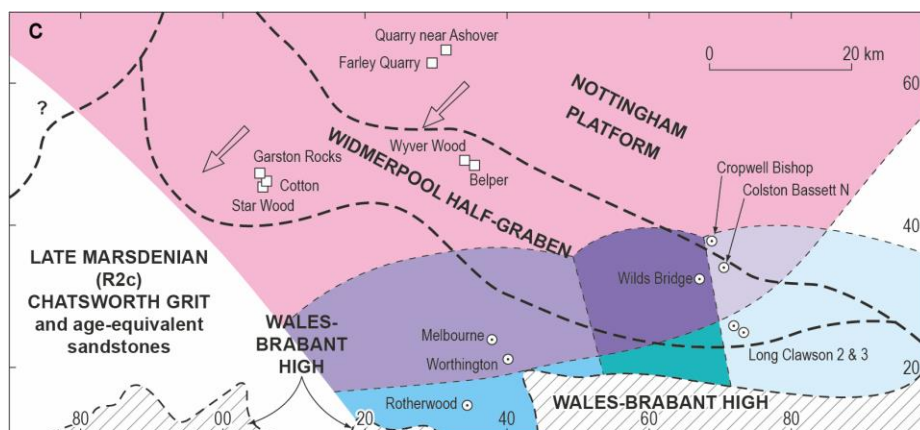 C
Quarry near Ashover
Farley Quarry
0
20 km
60
?
NOTTINGHAM
PLATFORM
WIDMERPOOL HALF-GRABEN
Wyver Wood
Belper
Garston Rocks
Cotton
Star Wood
Cropwell Bishop
Colston Bassett N
40
LATE MARSDENIAN
(R2c)
CHATSWORTH GRIT
and age-equivalent
sandstones
Wilds Bridge
WALES-
BRABANT
HIGH
Melbourne
Worthington
Long Clawson 2 & 3
20
Rotherwood
WALES-BRABANT HIGH
80
00
20
40
60
80